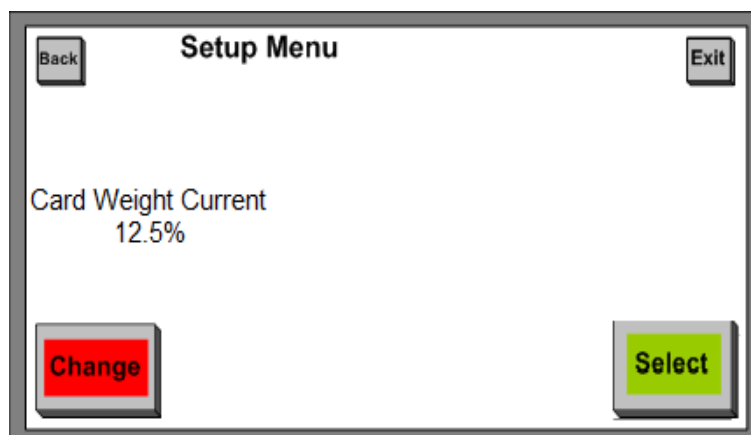 Back
Setup Menu
Exit
Card Weight Current
12.5%
Change
Select